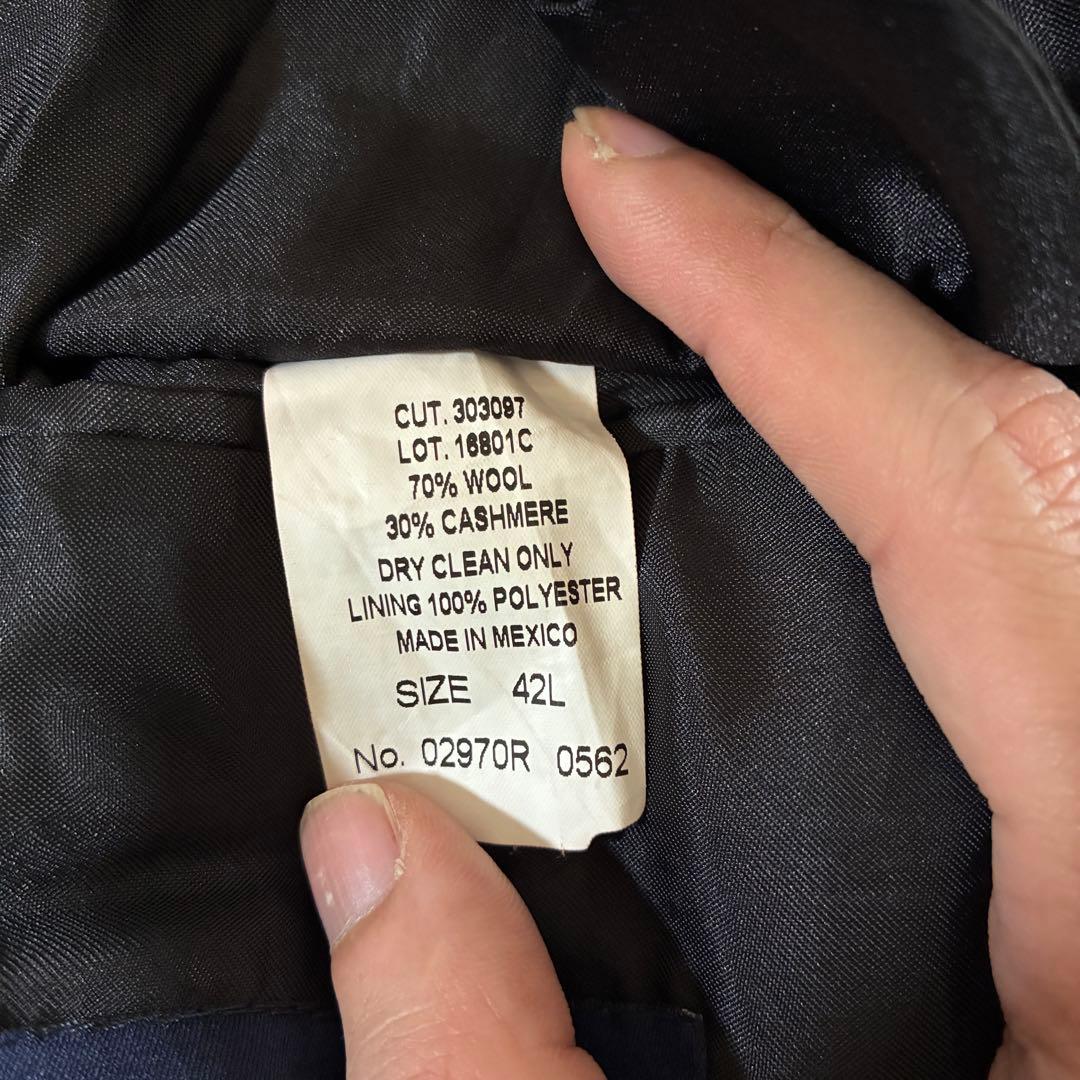 CUT. 303097
LOT. 16801C
70% WOOL
30% CASHMERE
DRY CLEAN ONLY
LINING 100% POLYESTER
MADE IN MEXICO
SIZE 42L
No. 02970R 0562